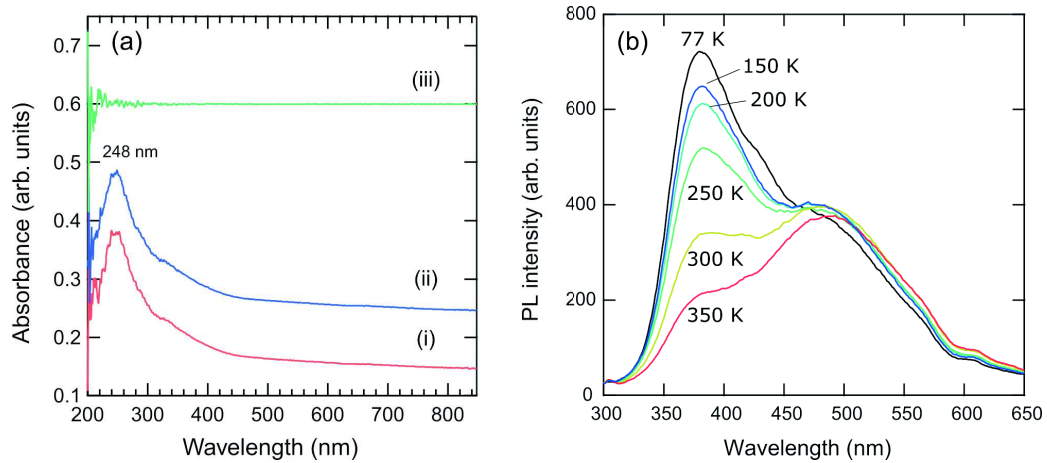 (a)
0.7
0.6
0.5
0.4
0.3
0.2
0.1
Absorbance (arb. units)
(iii)
248 nm
(ii)
(i)
200 300 400 500 600 700 800
Wavelength (nm)
(b)
800
600
400
200
0
PL intensity (arb. units)
77 K
150 K
200 K
250 K
300 K
350 K
300 350 400 450 500 550 600 650
Wavelength (nm)